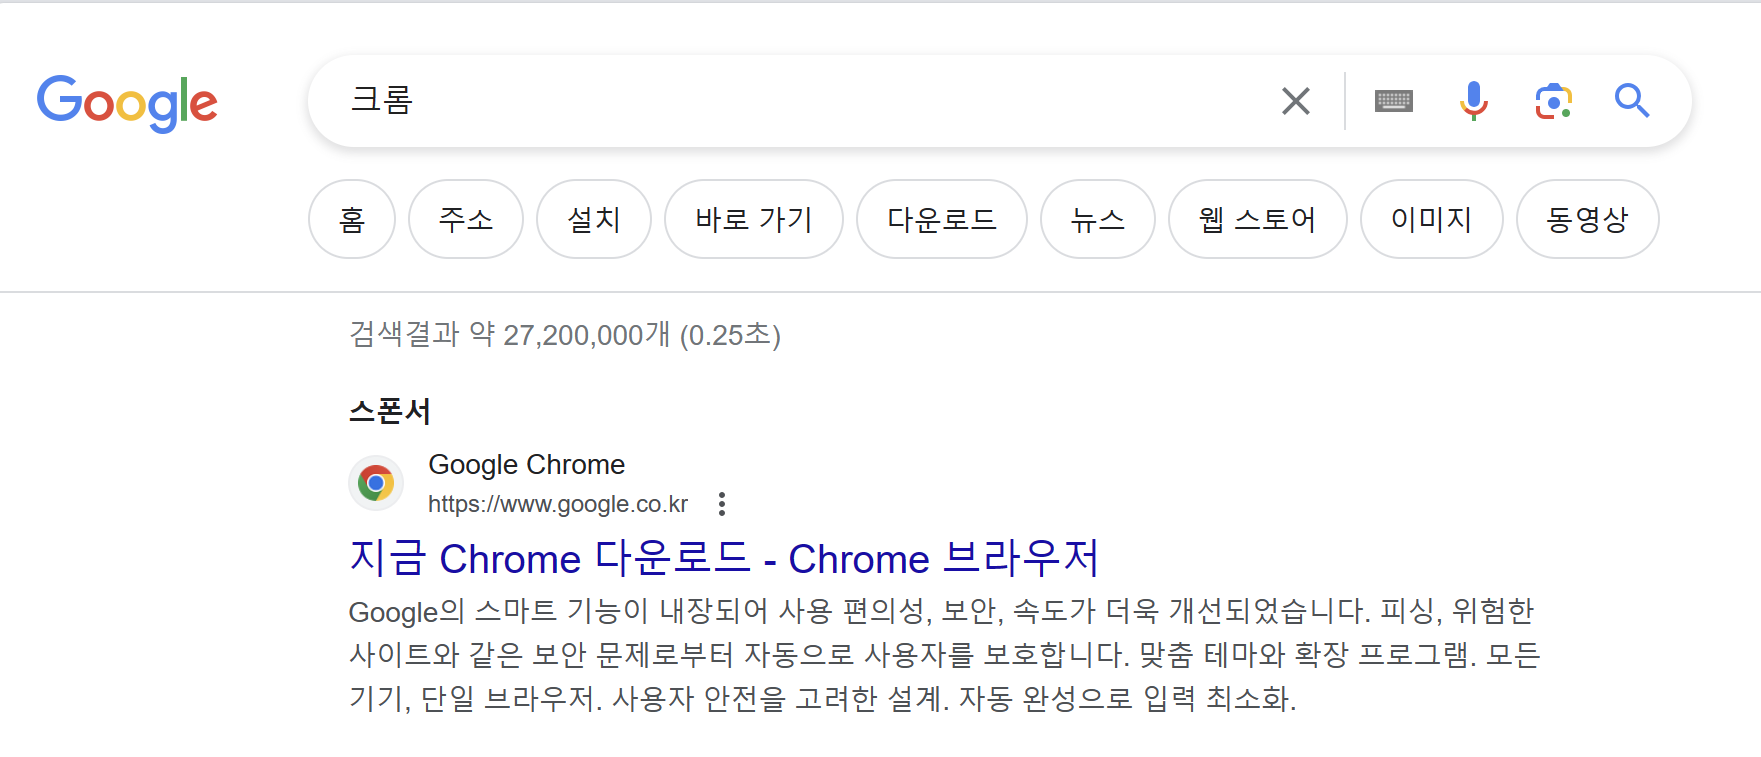 Google
크롬
홈
주소
설치
바로 가기
다운로드
뉴스
웹 스토어
이미지
동영상
검색결과 약 27,200,000개 (0.25초)
스폰서
Google Chrome
https://www.google.co.kr
지금 Chrome 다운로드 - Chrome 브라우저
Google의 스마트 기능이 내장되어 사용 편의성, 보안, 속도가 더욱 개선되었습니다. 피싱, 위험한
사이트와 같은 보안 문제로부터 자동으로 사용자를 보호합니다. 맞춤 테마와 확장 프로그램. 모든
기기, 단일 브라우저. 사용자 안전을 고려한 설계. 자동 완성으로 입력 최소화.